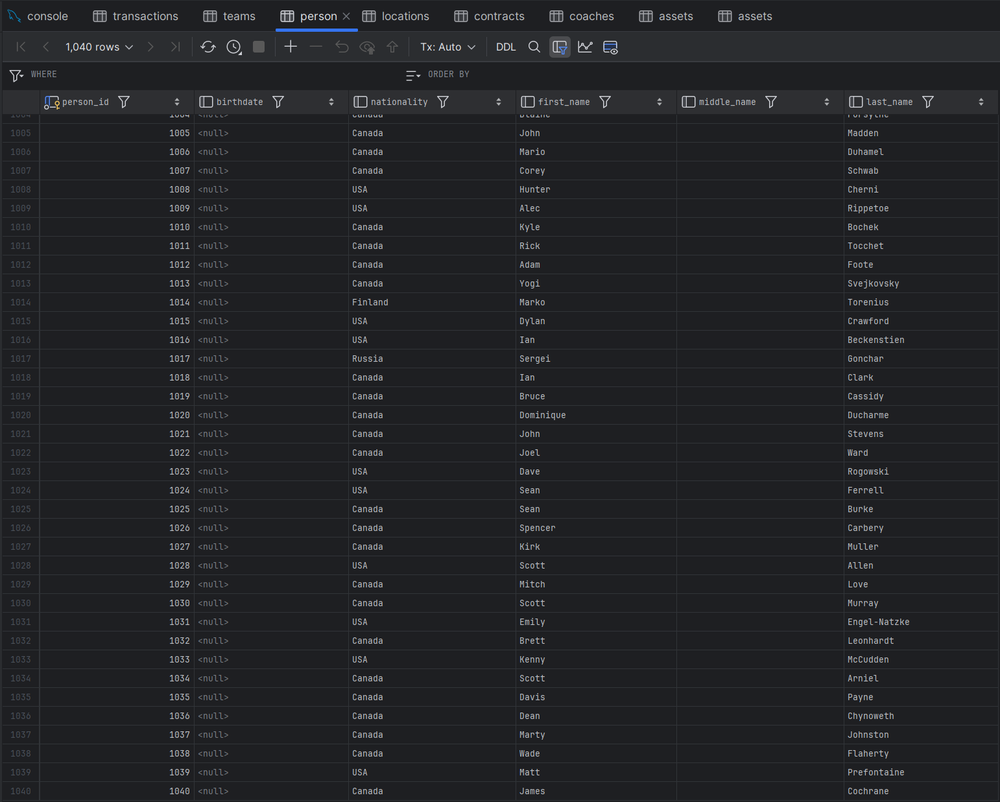 console transactions teams person locations contracts coaches assets assets
1,040 rows Tx: Auto DDL
WHERE ORDER BY
person_id birthdate nationality first_name middle_name last_name
1004 1004 <null> Canada Blaine Forsythe
1005 1005 <null> Canada John Madden
1006 1006 <null> Canada Mario Duhamel
1007 1007 <null> Canada Corey Schwab
1008 1008 <null> USA Hunter Cherni
1009 1009 <null> USA Alec Rippetoe
1010 1010 <null> Canada Kyle Bochek
1011 1011 <null> Canada Rick Tocchet
1012 1012 <null> Canada Adam Foote
1013 1013 <null> Canada Yogi Svejkovsky
1014 1014 <null> Finland Marko Torenius
1015 1015 <null> USA Dylan Crawford
1016 1016 <null> USA Ian Beckenstien
1017 1017 <null> Russia Sergei Gonchar
1018 1018 <null> Canada Ian Clark
1019 1019 <null> Canada Bruce Cassidy
1020 1020 <null> Canada Dominique Ducharme
1021 1021 <null> Canada John Stevens
1022 1022 <null> Canada Joel Ward
1023 1023 <null> USA Dave Rogowski
1024 1024 <null> USA Sean Ferrell
1025 1025 <null> Canada Sean Burke
1026 1026 <null> Canada Spencer Carbery
1027 1027 <null> Canada Kirk Muller
1028 1028 <null> USA Scott Allen
1029 1029 <null> Canada Mitch Love
1030 1030 <null> Canada Scott Murray
1031 1031 <null> USA Emily Engel-Natzke
1032 1032 <null> Canada Brett Leonhardt
1033 1033 <null> USA Kenny McCudden
1034 1034 <null> Canada Scott Arniel
1035 1035 <null> Canada Davis Payne
1036 1036 <null> Canada Dean Chynoweth
1037 1037 <null> Canada Marty Johnston
1038 1038 <null> Canada Wade Flaherty
1039 1039 <null> USA Matt Prefontaine
1040 1040 <null> Canada James Cochrane